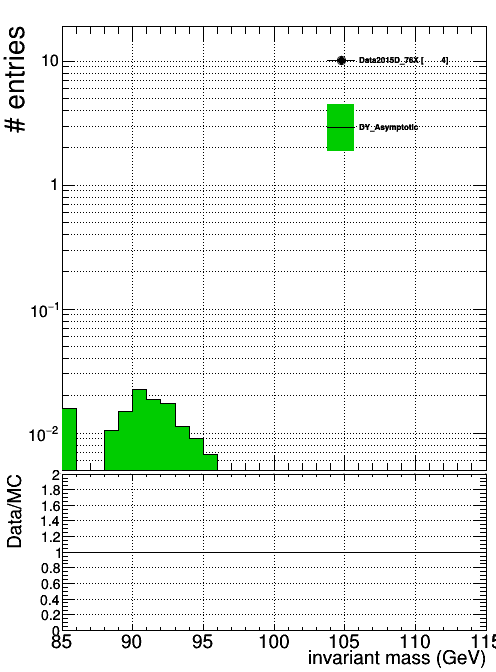 # entries
10
1
10⁻¹
10⁻²
Data2015D_76X [ 4]
DY_Asymptotic
Data/MC
2
1.8
1.6
1.4
1.2
1
0.8
0.6
0.4
0.2
0
85 90 95 100 105 110 115
invariant mass (GeV)